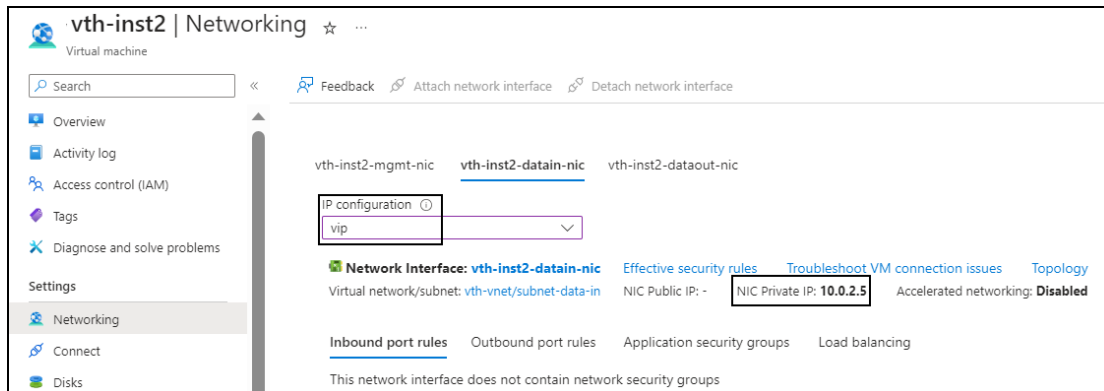 vth-inst2 | Networking ☆ ...
Virtual machine
Search «
Feedback Attach network interface Detach network interface
Overview
Activity log
Access control (IAM)
Tags
Diagnose and solve problems
Settings
Networking
Connect
Disks
vth-inst2-mgmt-nic vth-inst2-datain-nic vth-inst2-dataout-nic
IP configuration
vip
Network Interface: vth-inst2-datain-nic Effective security rules Troubleshoot VM connection issues Topology
Virtual network/subnet: vth-vnet/subnet-data-in NIC Public IP: - NIC Private IP: 10.0.2.5 Accelerated networking: Disabled
Inbound port rules Outbound port rules Application security groups Load balancing
This network interface does not contain network security groups